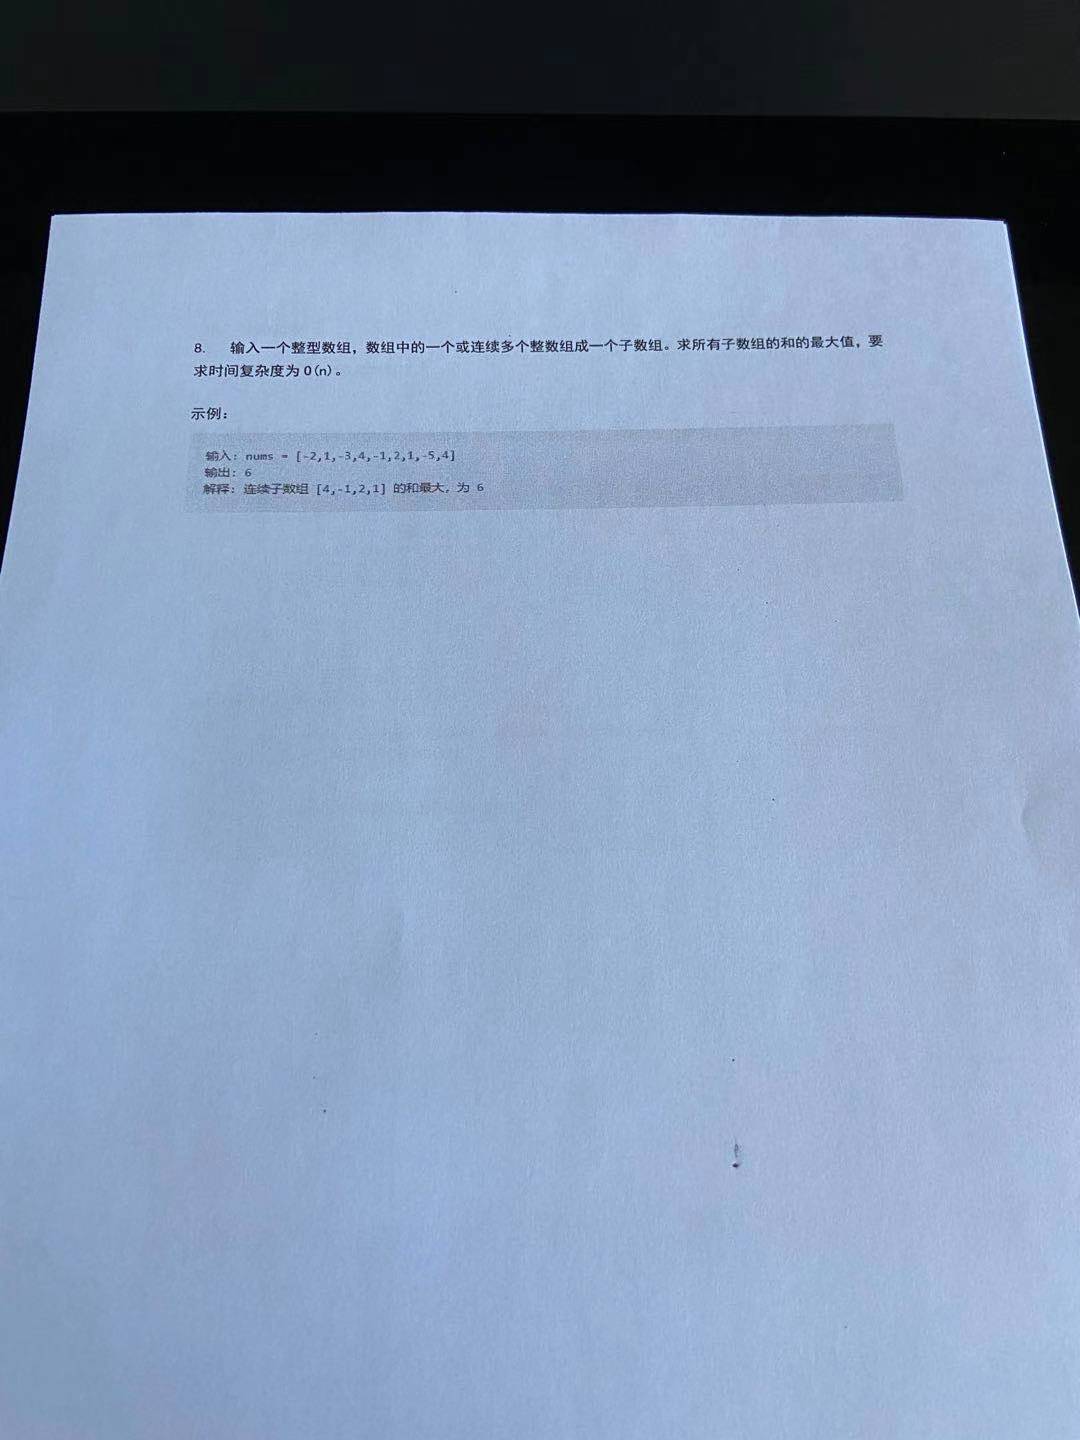 8. 输入一个整型数组，数组中的一个或连续多个整数组成一个子数组。求所有子数组的和的最大值，要
求时间复杂度为 O(n)。
示例：
输入: nums = [-2,1,-3,4,-1,2,1,-5,4]
输出: 6
解释: 连续子数组 [4,-1,2,1] 的和最大，为 6